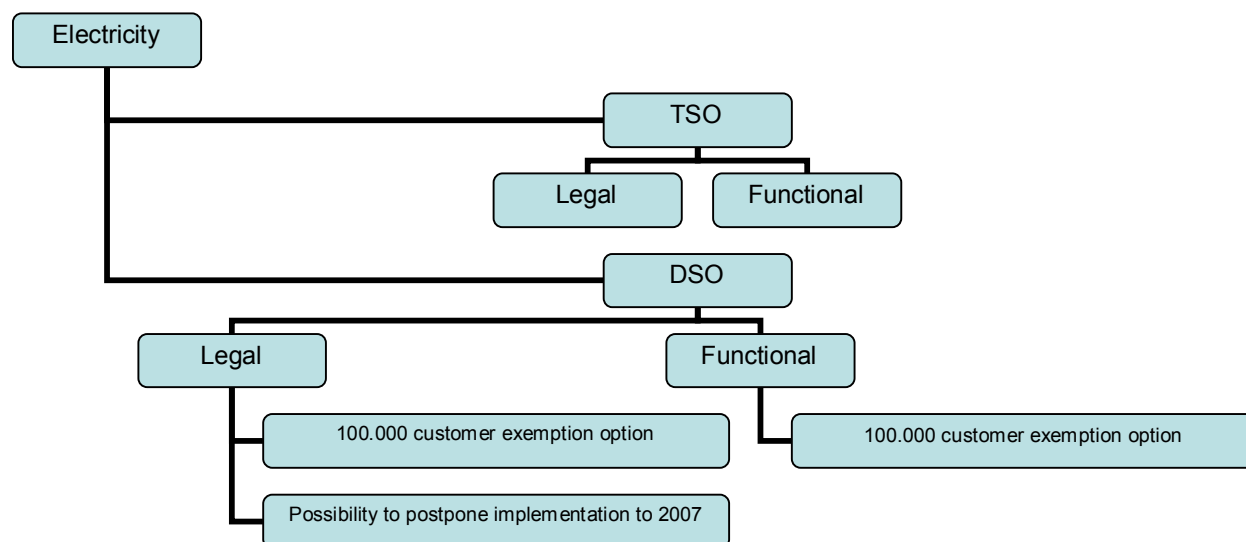 Electricity
TSO
Legal
Functional
DSO
Legal
Functional
100.000 customer exemption option
100.000 customer exemption option
Possibility to postpone implementation to 2007